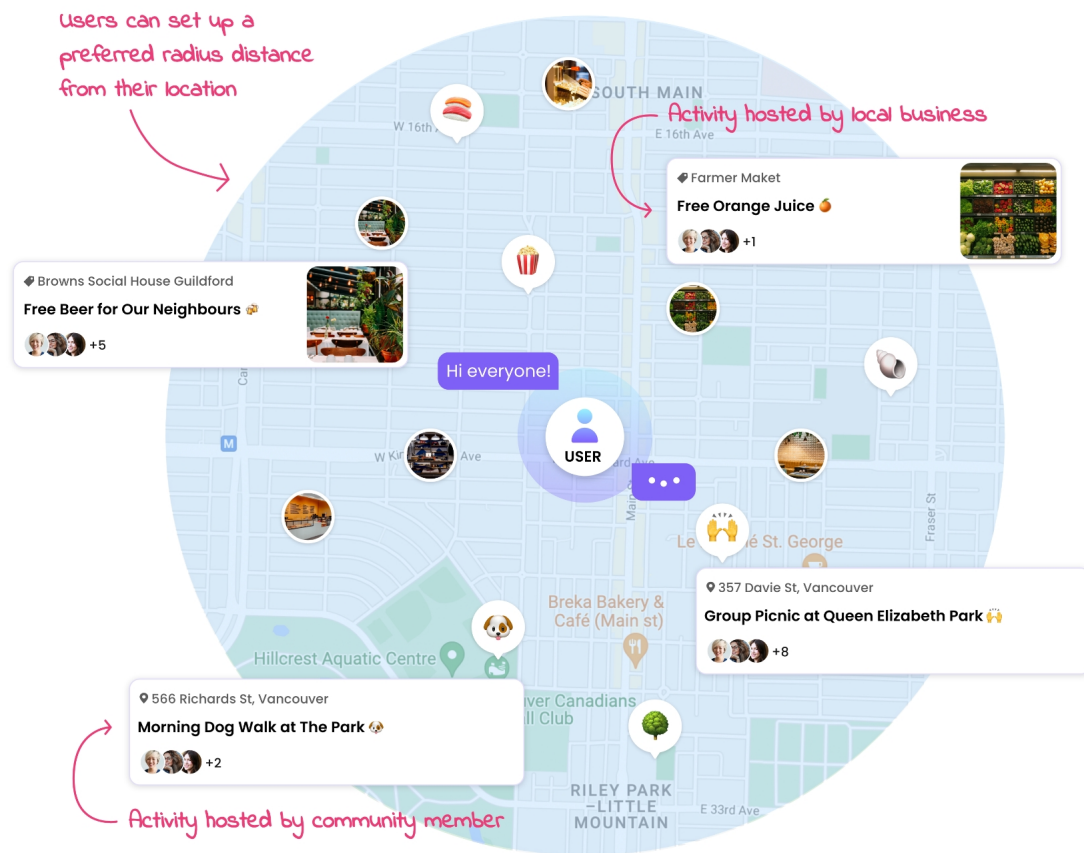 Users can set up a
preferred radius distance
from their location
SOUTH MAIN
W 16th
Activity hosted by local business
E 16th Ave
Farmer Maket
Free Orange Juice
+1
Browns Social House Guildford
Free Beer for Our Neighbours
+5
Hi everyone!
M
USER
Ave
Main
Fraser St
Le
St. George
357 Davie St, Vancouver
Group Picnic at Queen Elizabeth Park
+8
Breka Bakery &
Café (Main st)
Hillcrest Aquatic Centre
566 Richards St, Vancouver
Morning Dog Walk at The Park
+2
Canadians
Club
RILEY PARK
–LITTLE
MOUNTAIN
E 33rd Ave
Activity hosted by community member